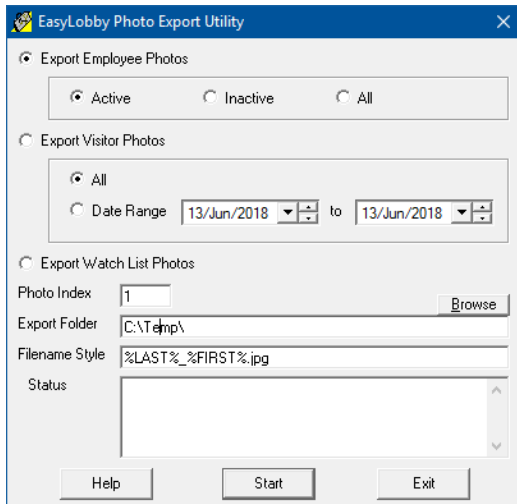 EasyLobby Photo Export Utility
Export Employee Photos
Active Inactive All
Export Visitor Photos
All
Date Range 13/Jun/2018 to 13/Jun/2018
Export Watch List Photos
Photo Index 1
Browse
Export Folder C:\Temp\
Filename Style %LAST%_%FIRST%.jpg
Status
Help Start Exit